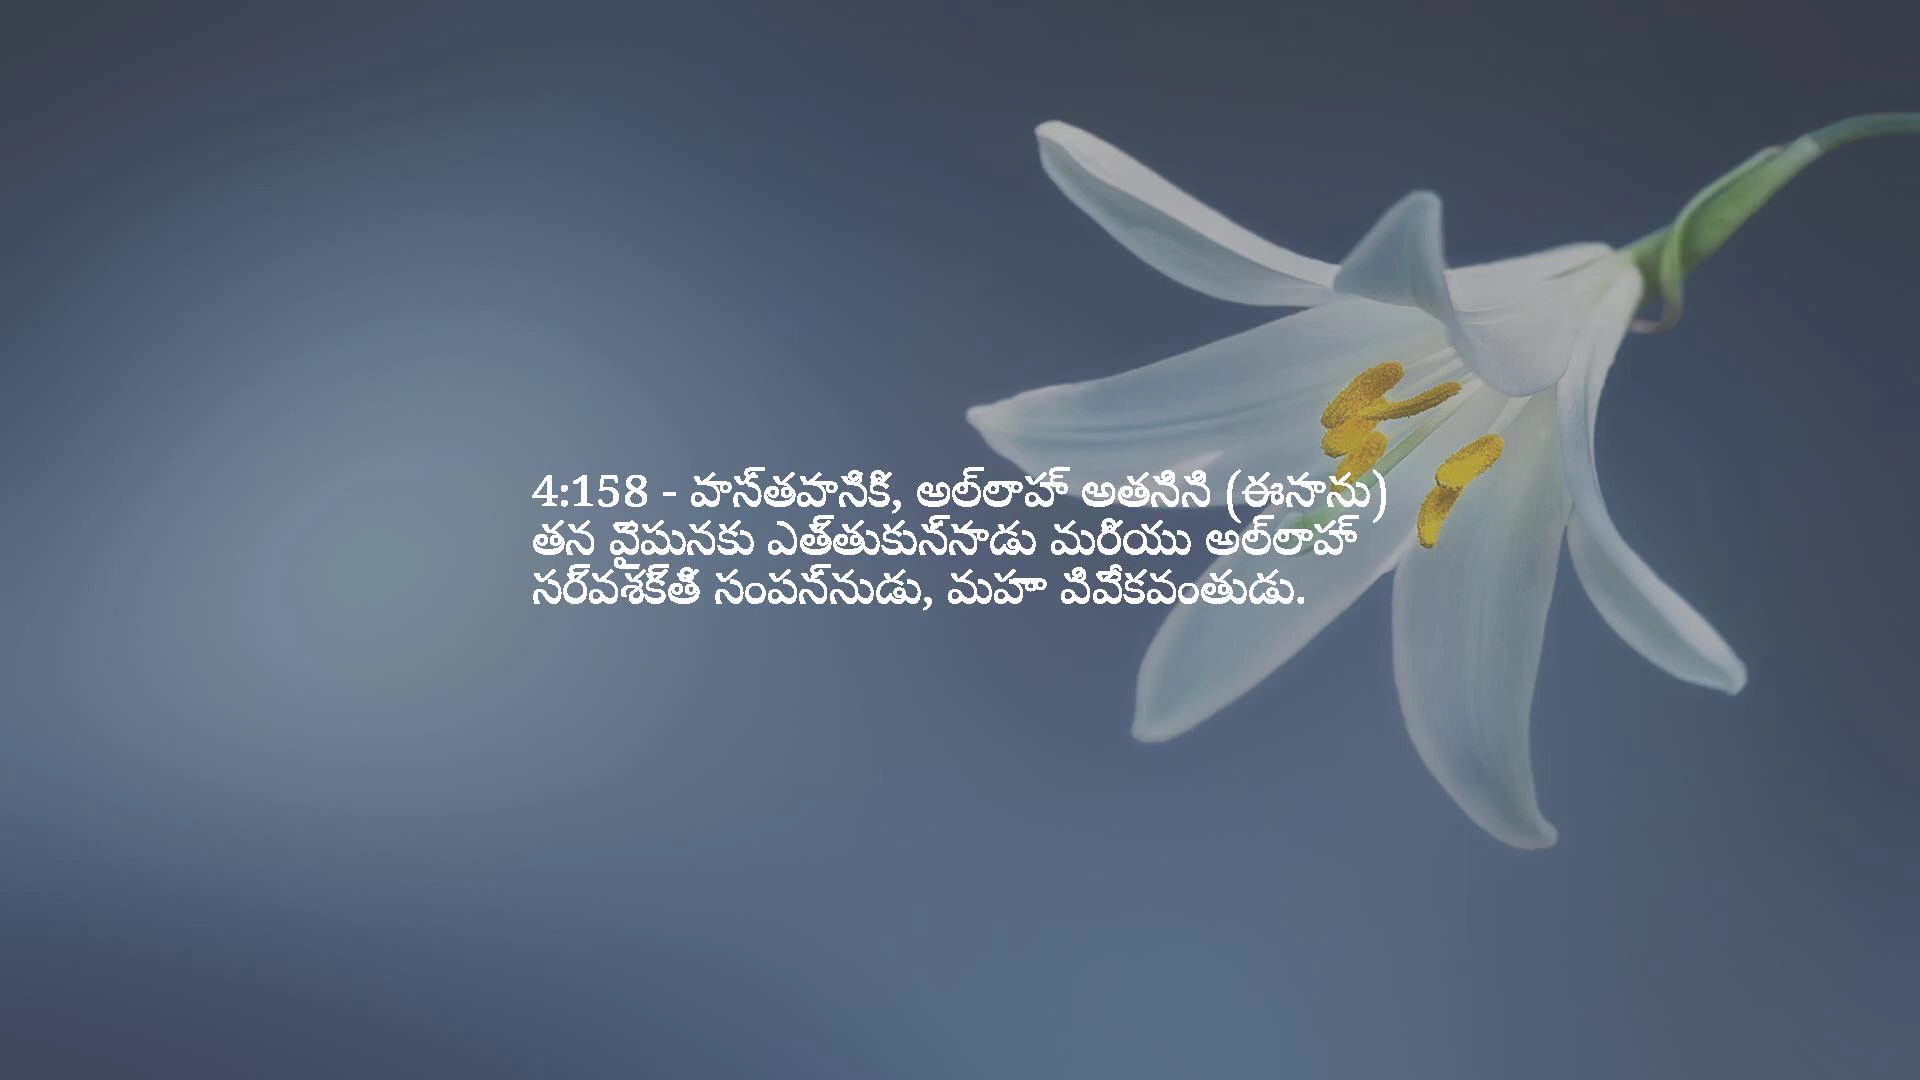 4:158 - వాస్తవానికి, అల్లాహ్ అతనిని (ఈసాను)
తన వైపునకు ఎత్తుకున్నాడు మరియు అల్లాహ్
సర్వశక్తి సంపన్నుడు, మహా వివేకవంతుడు.